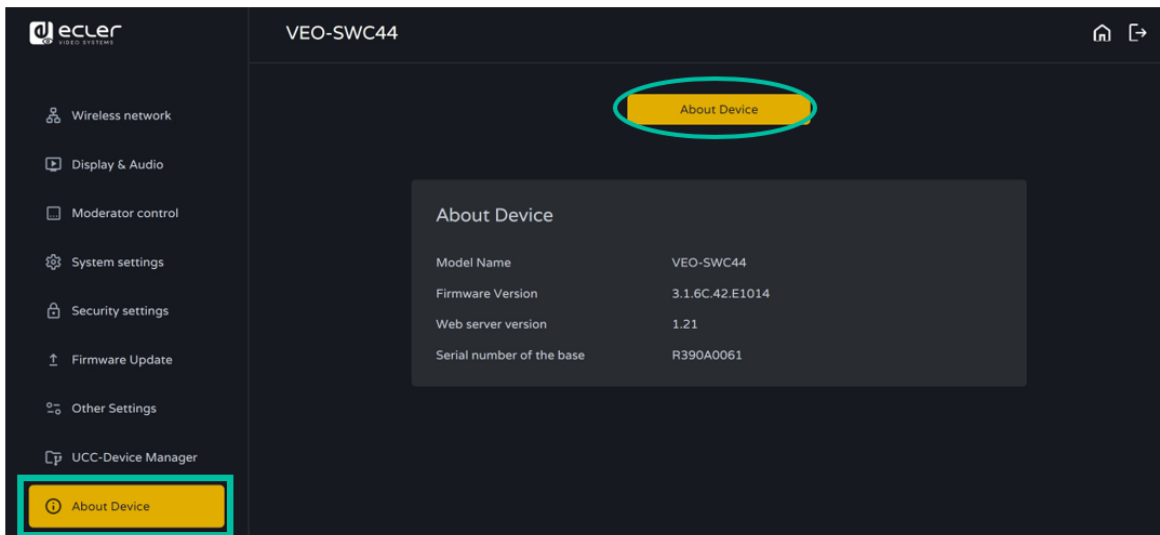 ecler
VIDEO SYSTEMS
VEO-SWC44
Wireless network
Display & Audio
Moderator control
System settings
Security settings
Firmware Update
Other Settings
UCC-Device Manager
About Device
About Device
About Device
Model Name VEO-SWC44
Firmware Version 3.1.6C.42.E1014
Web server version 1.21
Serial number of the base R390A0061